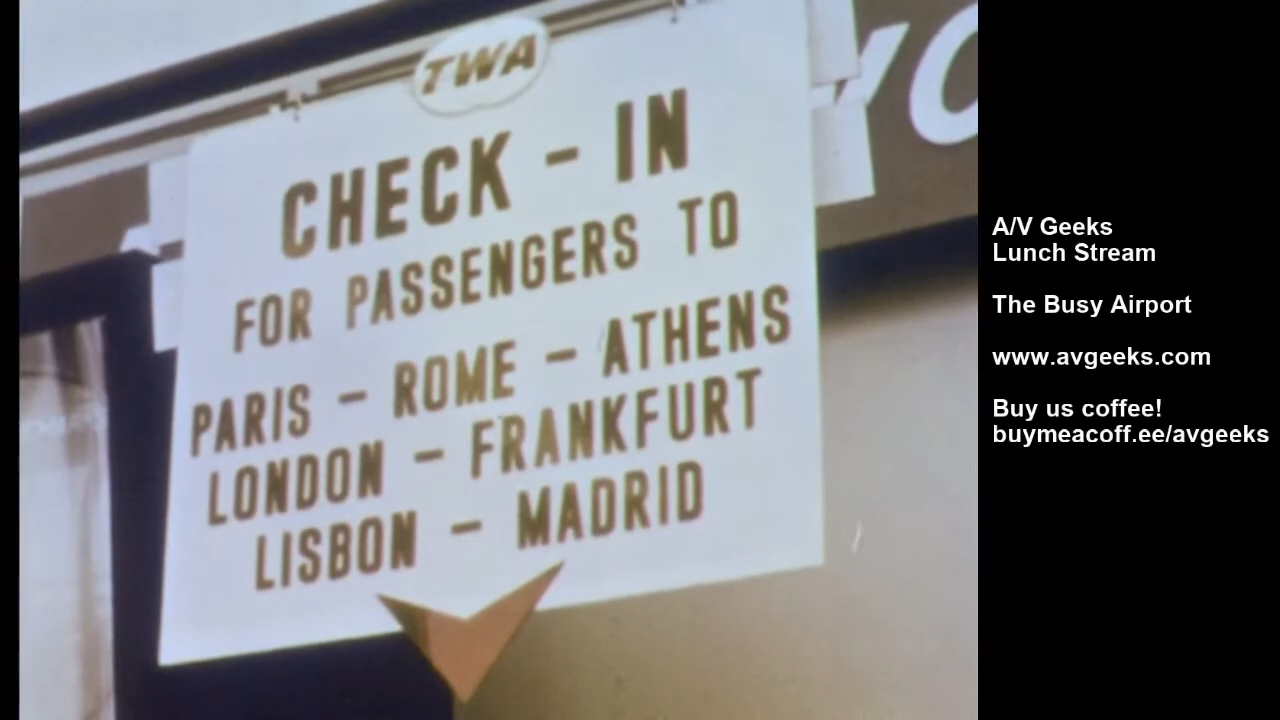 TWA
CHECK - IN
FOR PASSENGERS TO
PARIS - ROME - ATHENS
LONDON - FRANKFURT
LISBON - MADRID
YO
A/V Geeks
Lunch Stream
The Busy Airport
www.avgeeks.com
Buy us coffee!
buymeacoff.ee/avgeeks